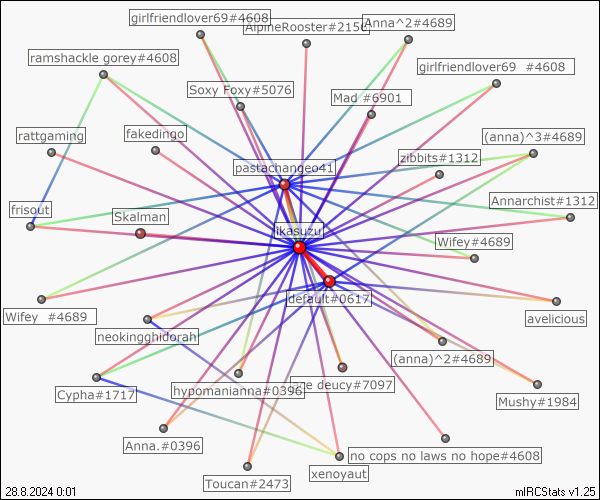 girlfriendlover69#4608
AlpineRooster#2150
Anna^2#4689
ramshackle gorey#4608
girlfriendlover69 #4608
Soxy Foxy#5076
Mad #6901
rattgaming
fakedingo
(anna)^3#4689
zibbits#1312
pastachangeo41
Annarchist#1312
frisout
Skalman
ikasuzu
Wifey#4689
default#0617
Wifey #4689
avelicious
neokingghidorah
(anna)^2#4689
Cypha#1717
hypomanianna#0396
deucy#7097
Mushy#1984
Anna.#0396
no cops no laws no hope#4608
xenoyaut
Toucan#2473
28.8.2024 0:01
mIRCStats v1.25